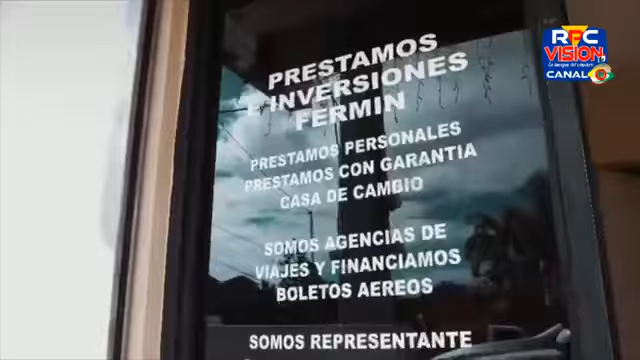 PRESTAMOS
E INVERSIONES
FERMIN
PRESTAMOS PERSONALES
PRESTAMOS CON GARANTIA
CASA DE CAMBIO
SOMOS AGENCIAS DE
VIAJES Y FINANCIAMOS
BOLETOS AEREOS
SOMOS REPRESENTANTE
VISION
CANAL